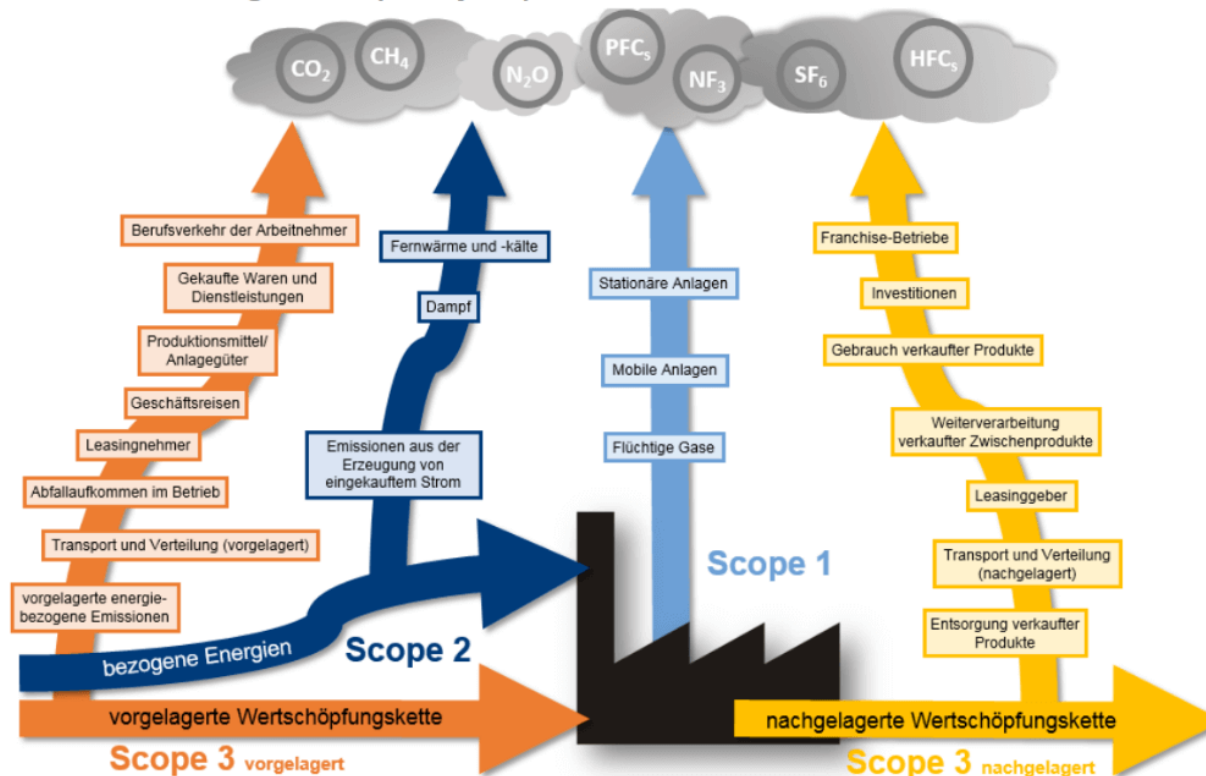 CO₂
CH₄
N₂O
PFCₛ
NF₃
SF₆
HFCₛ
Berufsverkehr der Arbeitnehmer
Gekaufte Waren und
Dienstleistungen
Produktionsmittel/
Anlagegüter
Geschäftsreisen
Leasingnehmer
Abfallaufkommen im Betrieb
Transport und Verteilung (vorgelagert)
vorgelagerte energie-
bezogene Emissionen
Fernwärme und -kälte
Dampf
Emissionen aus der
Erzeugung von
eingekauftem Strom
Stationäre Anlagen
Mobile Anlagen
Flüchtige Gase
Franchise-Betriebe
Investitionen
Gebrauch verkaufter Produkte
Weiterverarbeitung
verkaufter Zwischenprodukte
Leasinggeber
Transport und Verteilung
(nachgelagert)
Entsorgung verkaufter
Produkte
Scope 1
bezogene Energien
Scope 2
vorgelagerte Wertschöpfungskette
Scope 3 vorgelagert
nachgelagerte Wertschöpfungskette
Scope 3 nachgelagert